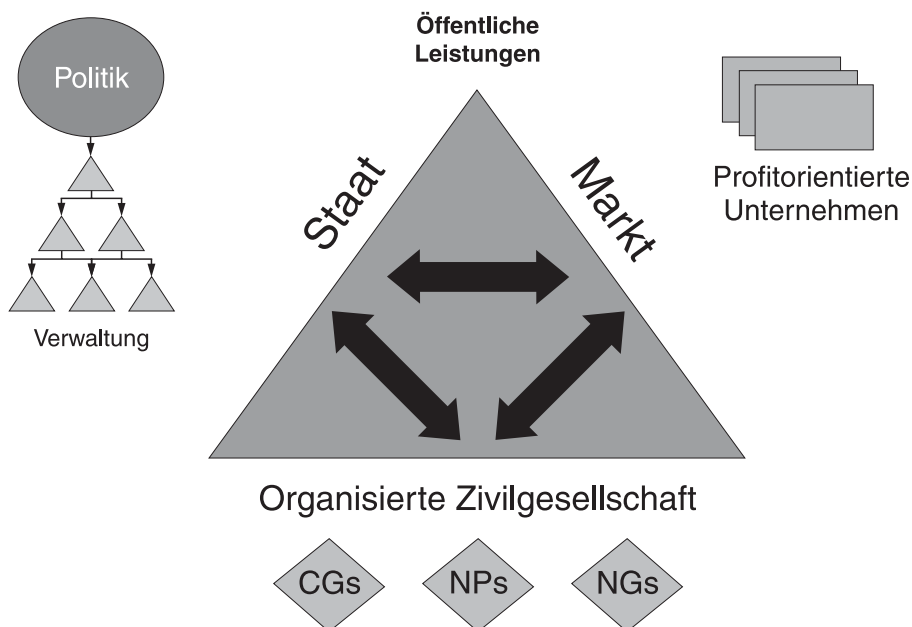 Öffentliche
Leistungen
Politik
Staat
Markt
Profitorientierte
Unternehmen
Verwaltung
Organisierte Zivilgesellschaft
CGs
NPs
NGs